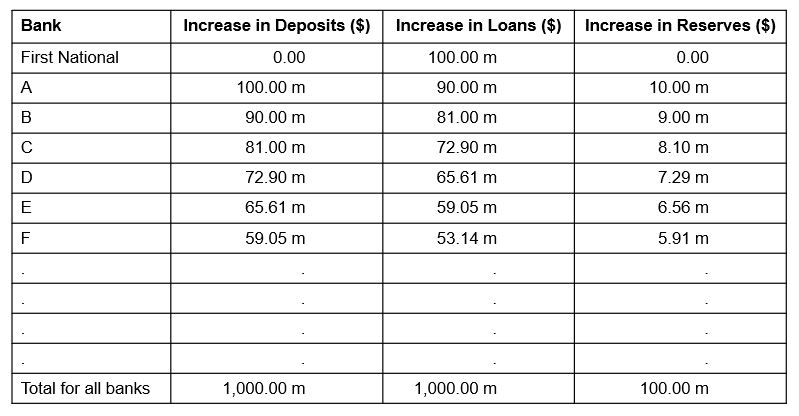 Bank Increase in Deposits ($) Increase in Loans ($) Increase in Reserves ($)
First National 0.00 100.00 m 0.00
A 100.00 m 90.00 m 10.00 m
B 90.00 m 81.00 m 9.00 m
C 81.00 m 72.90 m 8.10 m
D 72.90 m 65.61 m 7.29 m
E 65.61 m 59.05 m 6.56 m
F 59.05 m 53.14 m 5.91 m
. . . .
. . . .
. . . .
. . . .
Total for all banks 1,000.00 m 1,000.00 m 100.00 m